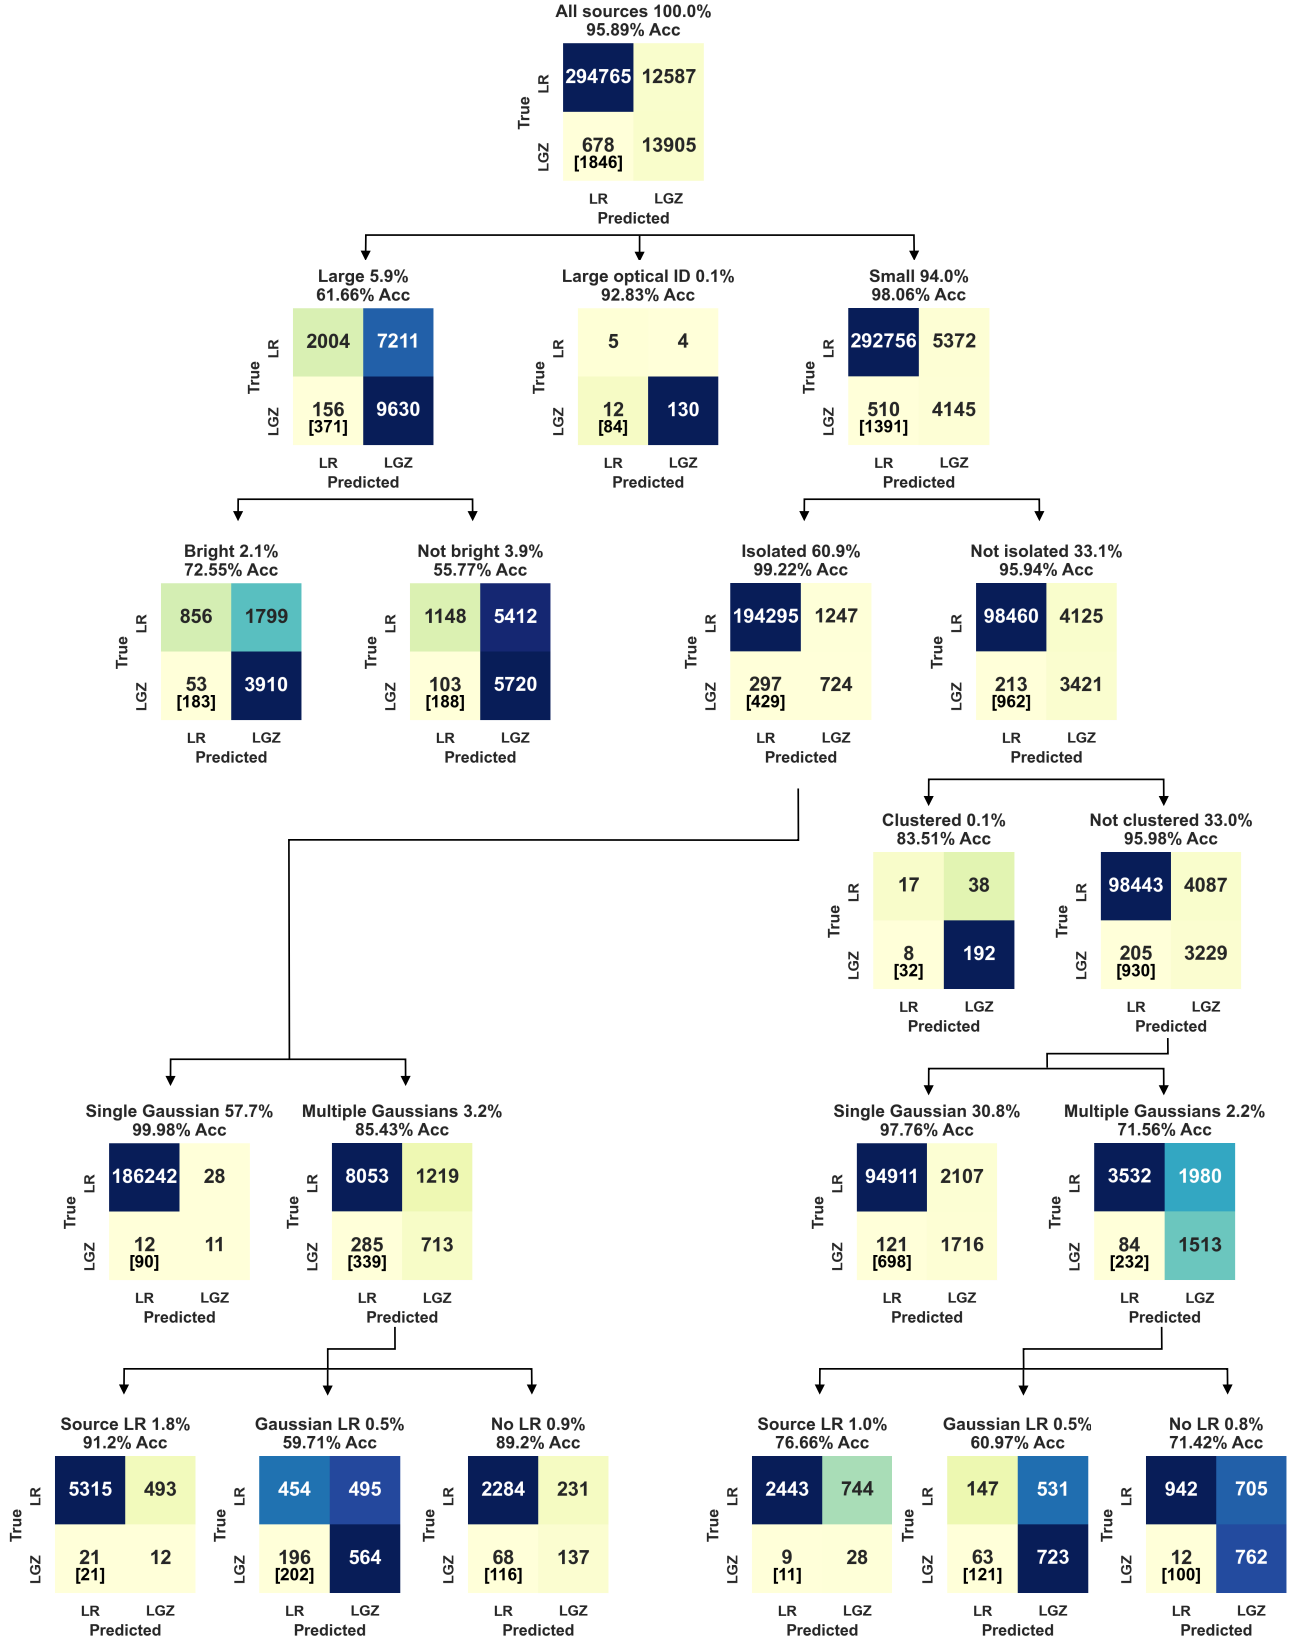 All sources 100.0%
95.89% Acc
294765 12587
678 13905
[1846]
True
LR
LGZ
LR LGZ
Predicted
Large 5.9%
61.66% Acc
2004 7211
156 9630
[371]
True
LR
LGZ
LR LGZ
Predicted
Large optical ID 0.1%
92.83% Acc
5 4
12 130
[84]
LR LGZ
Predicted
Small 94.0%
98.06% Acc
292756 5372
510 4145
[1391]
True
LR
LGZ
LR LGZ
Predicted
Bright 2.1%
72.55% Acc
856 1799
53 3910
[183]
True
LR
LGZ
LR LGZ
Predicted
Not bright 3.9%
55.77% Acc
1148 5412
103 5720
[188]
True
LR
LGZ
LR LGZ
Predicted
Isolated 60.9%
99.22% Acc
194295 1247
297 724
[429]
True
LR
LGZ
LR LGZ
Predicted
Not isolated 33.1%
95.94% Acc
98460 4125
213 3421
[962]
True
LR
LGZ
LR LGZ
Predicted
Clustered 0.1%
83.51% Acc
17 38
8 192
[32]
True
LR
LGZ
LR LGZ
Predicted
Not clustered 33.0%
95.98% Acc
98443 4087
205 3229
[930]
True
LR
LGZ
LR LGZ
Predicted
Single Gaussian 57.7%
99.98% Acc
186242 28
12 11
[90]
True
LR
LGZ
LR LGZ
Predicted
Multiple Gaussians 3.2%
85.43% Acc
8053 1219
285 713
[339]
True
LR
LGZ
LR LGZ
Predicted
Single Gaussian 30.8%
97.76% Acc
94911 2107
121 1716
[698]
True
LR
LGZ
LR LGZ
Predicted
Multiple Gaussians 2.2%
71.56% Acc
3532 1980
84 1513
[232]
True
LR
LGZ
LR LGZ
Predicted
Source LR 1.8%
91.2% Acc
5315 493
21 12
[21]
True
LR
LGZ
LR LGZ
Predicted
Gaussian LR 0.5%
59.71% Acc
454 495
196 564
[202]
True
LR
LGZ
LR LGZ
Predicted
No LR 0.9%
89.2% Acc
2284 231
68 137
[116]
True
LR
LGZ
LR LGZ
Predicted
Source LR 1.0%
76.66% Acc
2443 744
9 28
[11]
True
LR
LGZ
LR LGZ
Predicted
Gaussian LR 0.5%
60.97% Acc
147 531
63 723
[121]
True
LR
LGZ
LR LGZ
Predicted
No LR 0.8%
71.42% Acc
942 705
12 762
[100]
True
LR
LGZ
LR LGZ
Predicted